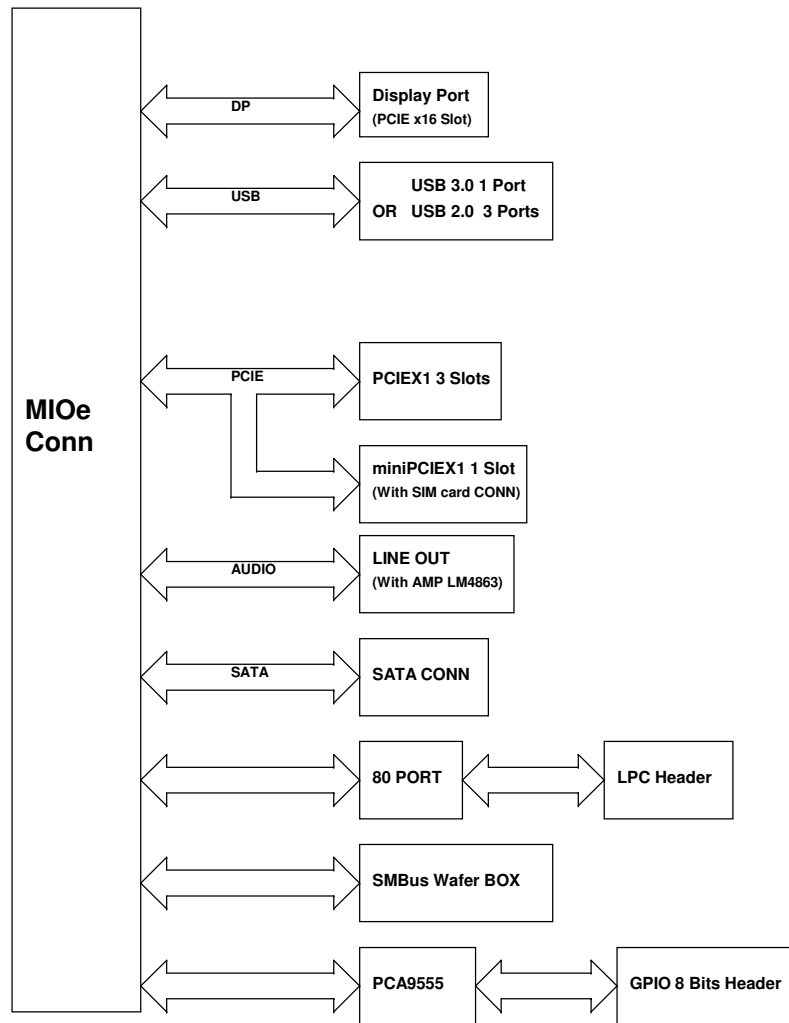 DP
Display Port
(PCIE x16 Slot)
USB
USB 3.0 1 Port
OR USB 2.0 3 Ports
MIOe
Conn
PCIE
PCIEX1 3 Slots
miniPCIEX1 1 Slot
(With SIM card CONN)
AUDIO
LINE OUT
(With AMP LM4863)
SATA
SATA CONN
80 PORT
LPC Header
SMBus Wafer BOX
PCA9555
GPIO 8 Bits Header